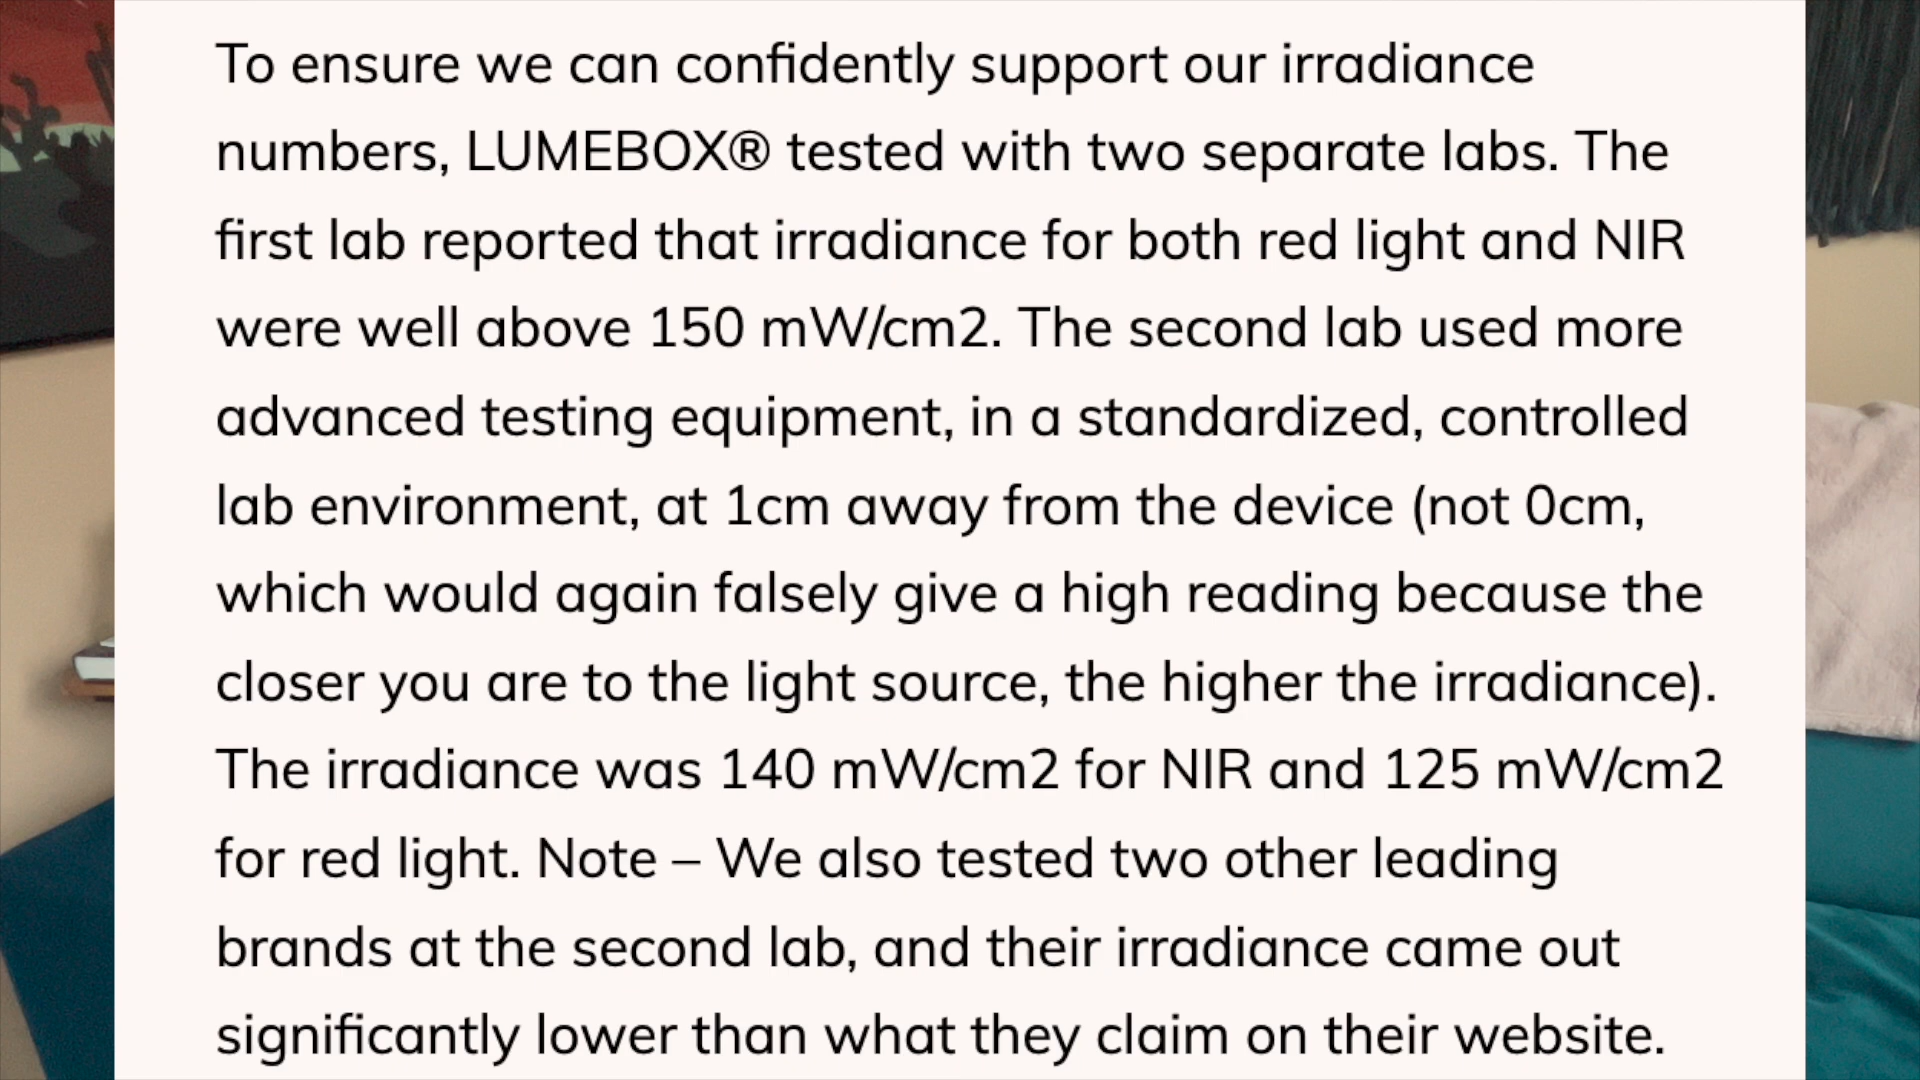 To ensure we can confidently support our irradiance
numbers, LUMEBOX® tested with two separate labs. The
first lab reported that irradiance for both red light and NIR
were well above 150 mW/cm2. The second lab used more
advanced testing equipment, in a standardized, controlled
lab environment, at 1cm away from the device (not 0cm,
which would again falsely give a high reading because the
closer you are to the light source, the higher the irradiance).
The irradiance was 140 mW/cm2 for NIR and 125 mW/cm2
for red light. Note – We also tested two other leading
brands at the second lab, and their irradiance came out
significantly lower than what they claim on their website.